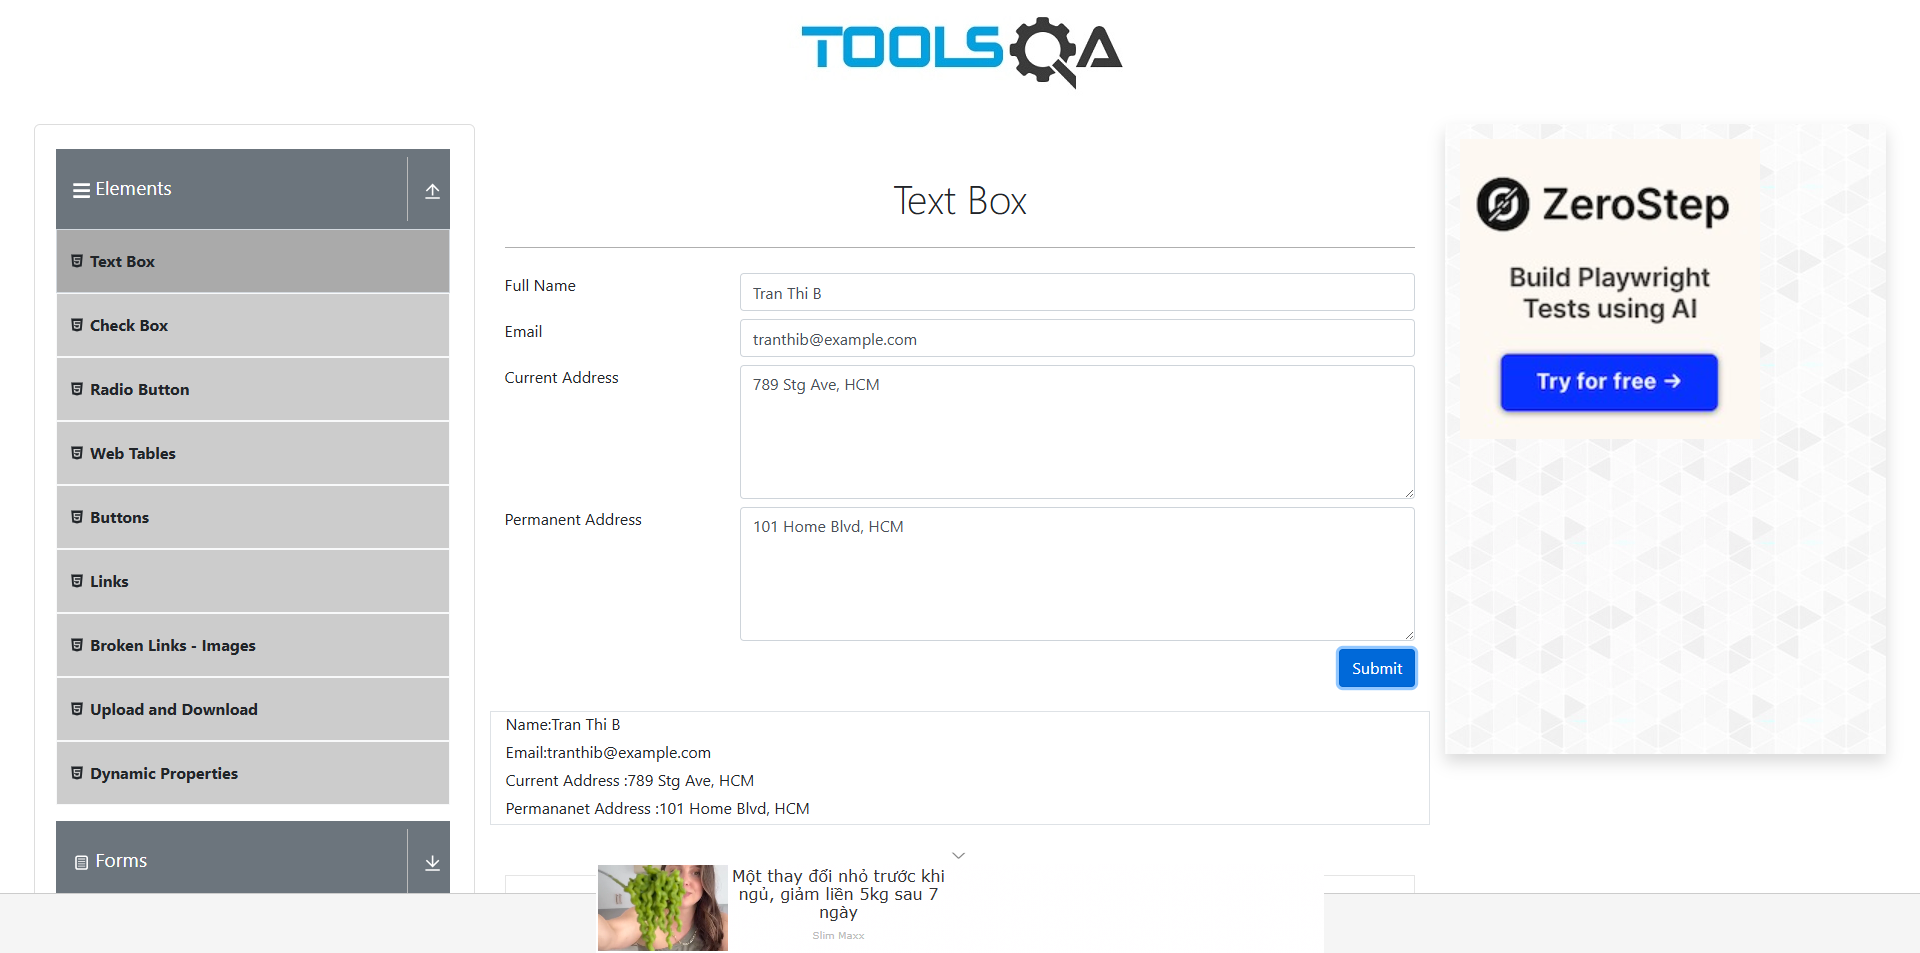 TOOLSQA
Elements
Text Box
Check Box
Radio Button
Web Tables
Buttons
Links
Broken Links - Images
Upload and Download
Dynamic Properties
Forms
Text Box
Full Name
Tran Thi B
Email
tranthib@example.com
Current Address
789 Stg Ave, HCM
Permanent Address
101 Home Blvd, HCM
Submit
Name:Tran Thi B
Email:tranthib@example.com
Current Address :789 Stg Ave, HCM
Permananet Address :101 Home Blvd, HCM
ZeroStep
Build Playwright
Tests using AI
Try for free →
Một thay đổi nhỏ trước khi
ngủ, giảm liền 5kg sau 7
ngày
Slim Maxx